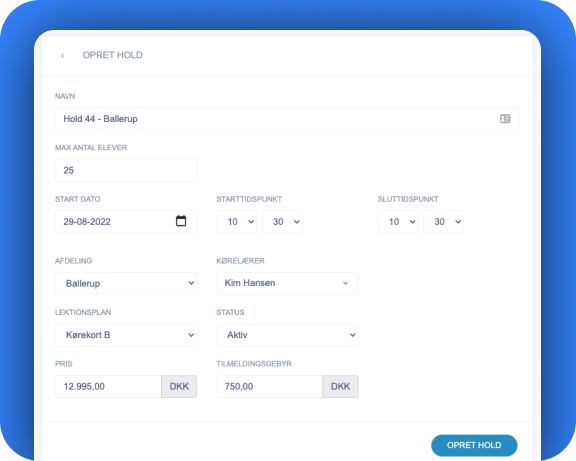 OPRET HOLD
NAVN
Hold 44 - Ballerup
MAX ANTAL ELEVER
25
START DATO STARTTIDSPUNKT SLUTTIDSPUNKT
29-08-2022 10 30 10 30
AFDELING KØRELÆRER
Ballerup Kim Hansen
LEKTIONSPLAN STATUS
Kørekort B Aktiv
PRIS TILMELDINGSGEBYR
12.995,00 DKK 750,00 DKK
OPRET HOLD